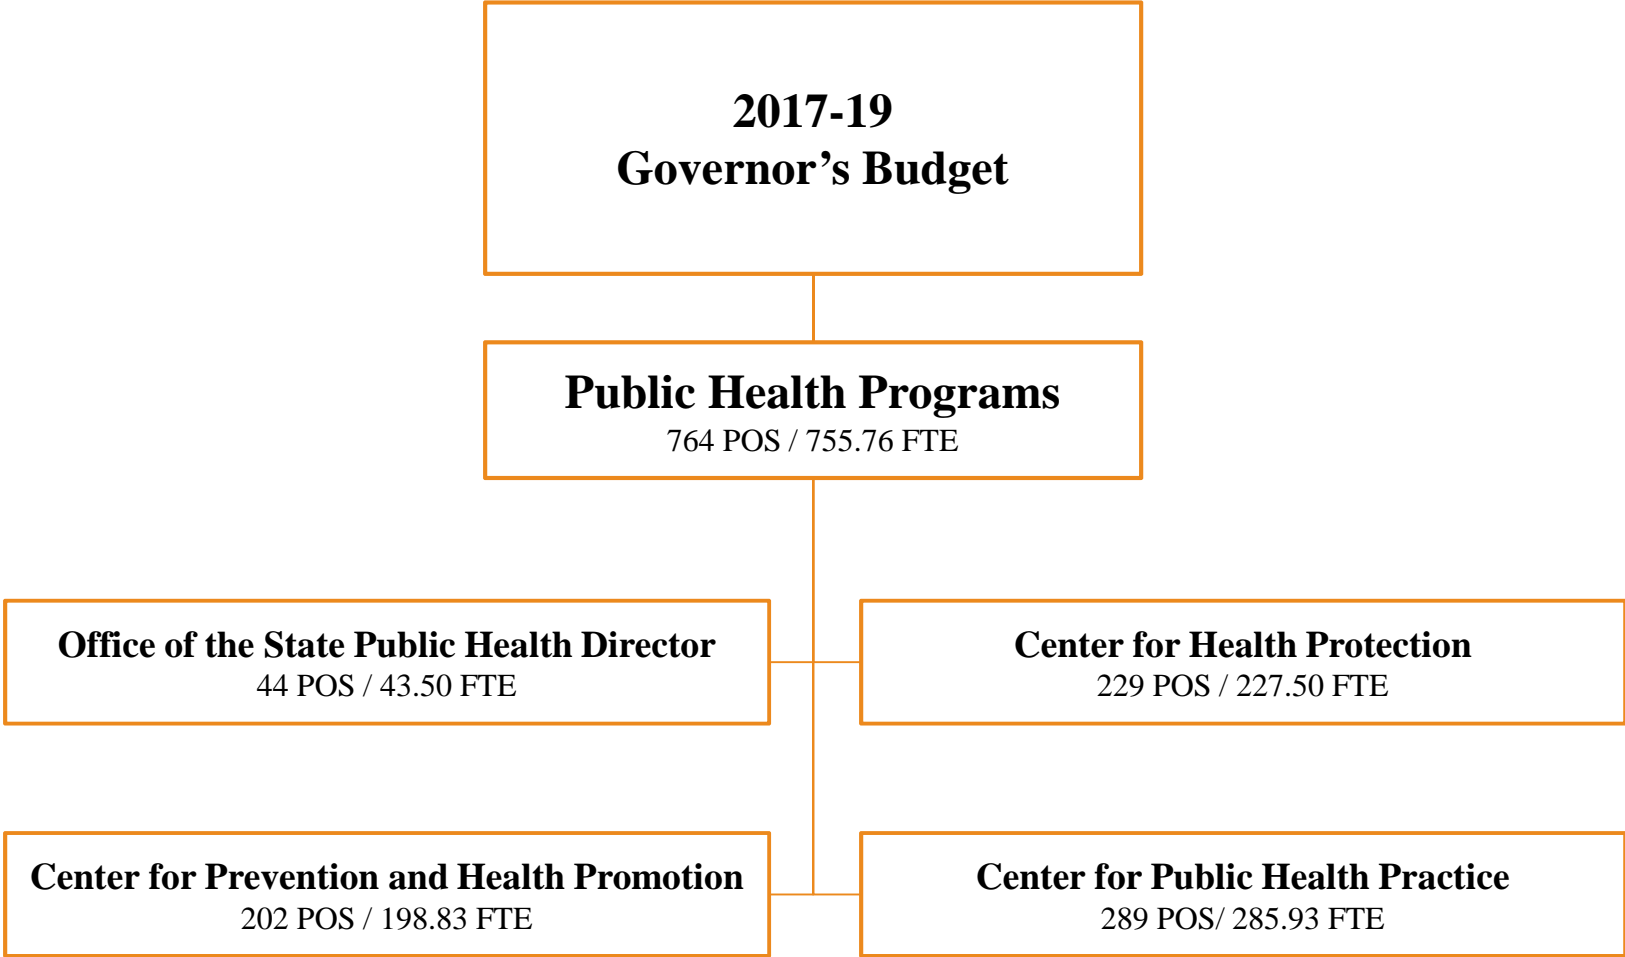 2017-19
Governor’s Budget
Public Health Programs
764 POS / 755.76 FTE
Office of the State Public Health Director
44 POS / 43.50 FTE
Center for Health Protection
229 POS / 227.50 FTE
Center for Prevention and Health Promotion
202 POS / 198.83 FTE
Center for Public Health Practice
289 POS/ 285.93 FTE